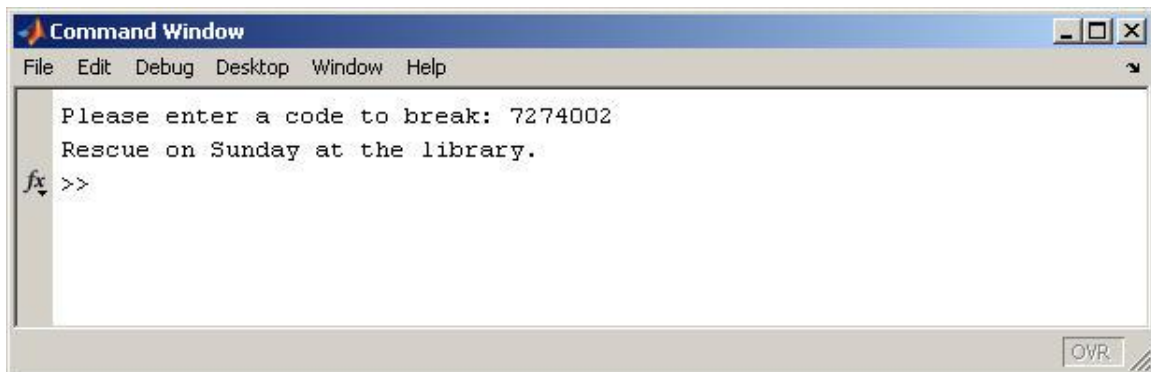 Command Window
File Edit Debug Desktop Window Help
Please enter a code to break: 7274002
Rescue on Sunday at the library.
fx >>
OVR